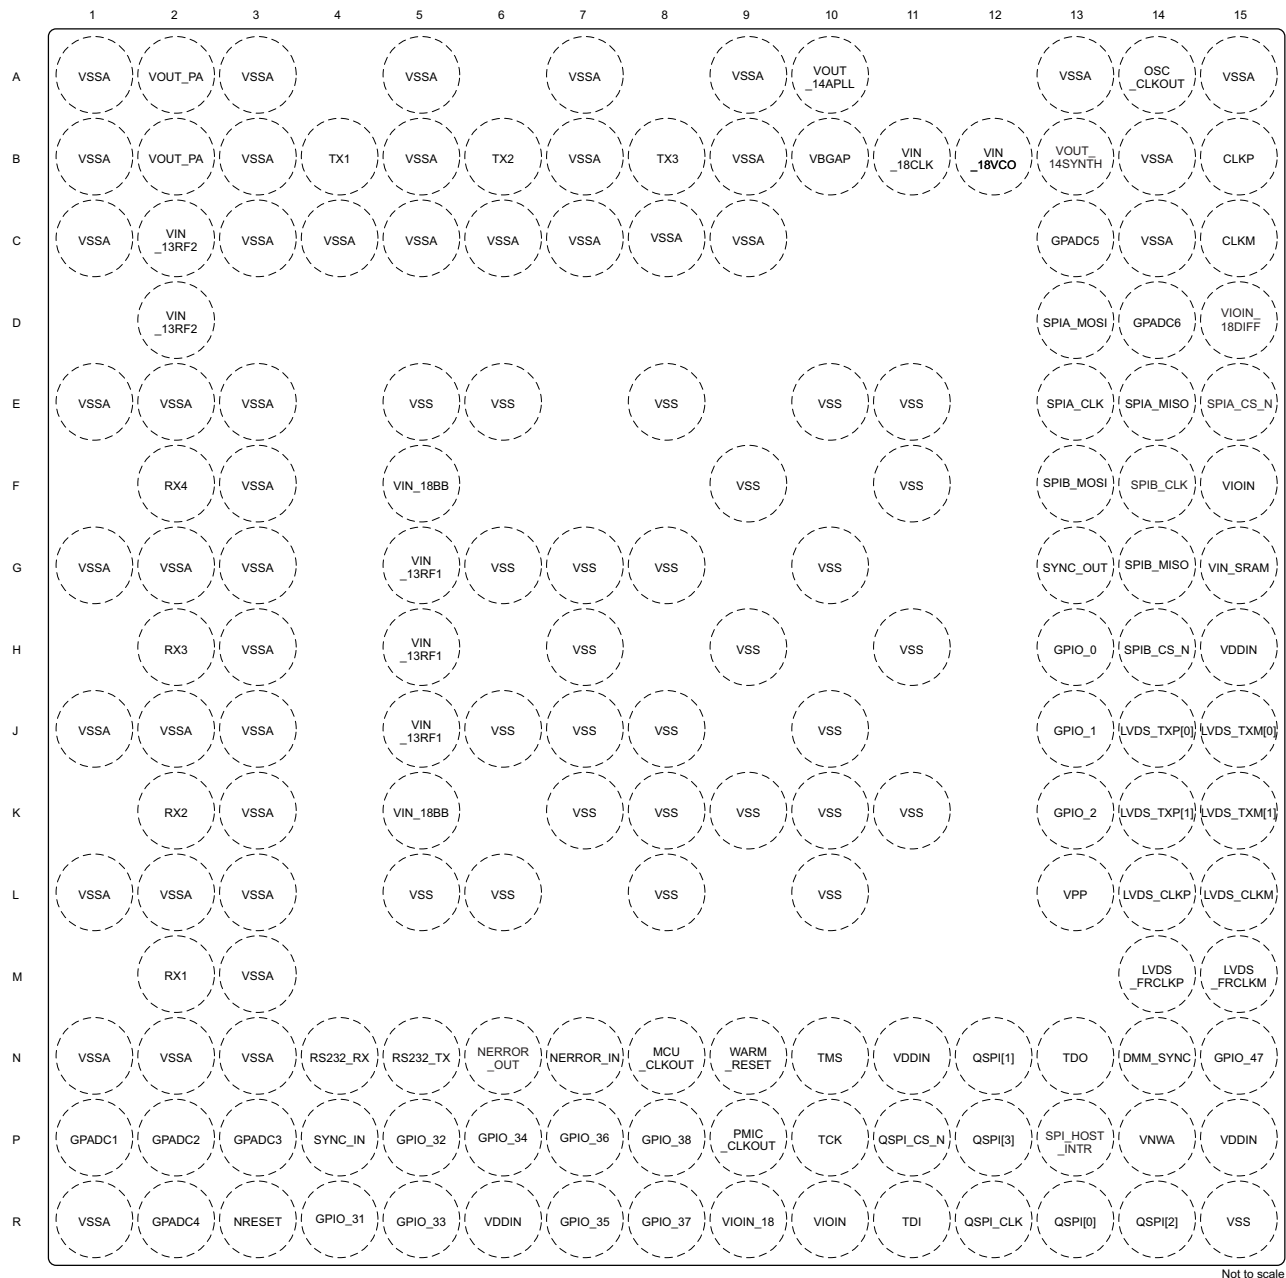 1 2 3 4 5 6 7 8 9 10 11 12 13 14 15
A VSSA VOUT_PA VSSA VSSA VSSA VSSA VOUT _14APLL VSSA OSC _CLKOUT VSSA
B VSSA VOUT_PA VSSA TX1 VSSA TX2 VSSA TX3 VSSA VBGAP VIN _18CLK VIN _18VCO VOUT_ 14SYNTH VSSA CLKP
C VSSA VIN _13RF2 VSSA VSSA VSSA VSSA VSSA VSSA VSSA GPADC5 VSSA CLKM
D VIN _13RF2 SPIA_MOSI GPADC6 VIOIN_ 18DIFF
E VSSA VSSA VSSA VSS VSS VSS VSS VSS SPIA_CLK SPIA_MISO SPIA_CS_N
F RX4 VSSA VIN_18BB VSS VSS SPIB_MOSI SPIB_CLK VIOIN
G VSSA VSSA VSSA VIN _13RF1 VSS VSS VSS VSS SYNC_OUT SPIB_MISO VIN_SRAM
H RX3 VSSA VIN _13RF1 VSS VSS VSS GPIO_0 SPIB_CS_N VDDIN
J VSSA VSSA VSSA VIN _13RF1 VSS VSS VSS VSS GPIO_1 LVDS_TXP[0] LVDS_TXM[0]
K RX2 VSSA VIN_18BB VSS VSS VSS VSS VSS GPIO_2 LVDS_TXP[1] LVDS_TXM[1]
L VSSA VSSA VSSA VSS VSS VSS VSS VPP LVDS_CLKP LVDS_CLKM
M RX1 VSSA LVDS _FRCLKP LVDS _FRCLKM
N VSSA VSSA VSSA RS232_RX RS232_TX NERROR _OUT NERROR_IN MCU _CLKOUT WARM _RESET TMS VDDIN QSPI[1] TDO DMM_SYNC GPIO_47
P GPADC1 GPADC2 GPADC3 SYNC_IN GPIO_32 GPIO_34 GPIO_36 GPIO_38 PMIC _CLKOUT TCK QSPI_CS_N QSPI[3] SPI_HOST _INTR VNWA VDDIN
R VSSA GPADC4 NRESET GPIO_31 GPIO_33 VDDIN GPIO_35 GPIO_37 VIOIN_18 VIOIN TDI QSPI_CLK QSPI[0] QSPI[2] VSS
Not to scale